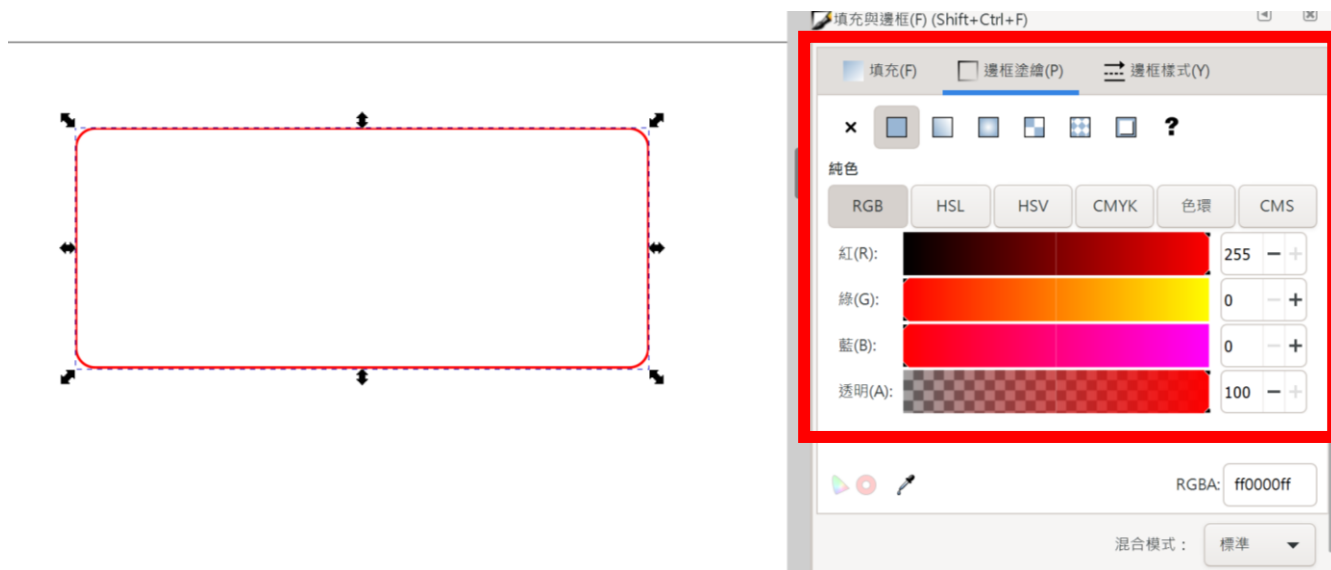 填充與邊框(F) (Shift+Ctrl+F)
填充(F) 邊框塗繪(P) 邊框樣式(Y)
?
純色
RGB HSL HSV CMYK 色環 CMS
紅(R): 255
綠(G): 0
藍(B): 0
透明(A): 100
RGBA: ff0000ff
混合模式： 標準